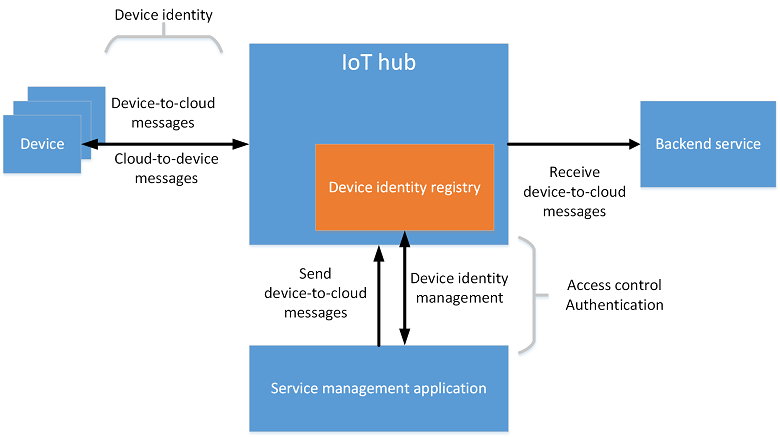 Device identity
IoT hub
Device-to-cloud
messages
Device
Cloud-to-device
messages
Backend service
Device identity registry
Receive
device-to-cloud
messages
Send
device-to-cloud
messages
Device identity
management
Access control
Authentication
Service management application